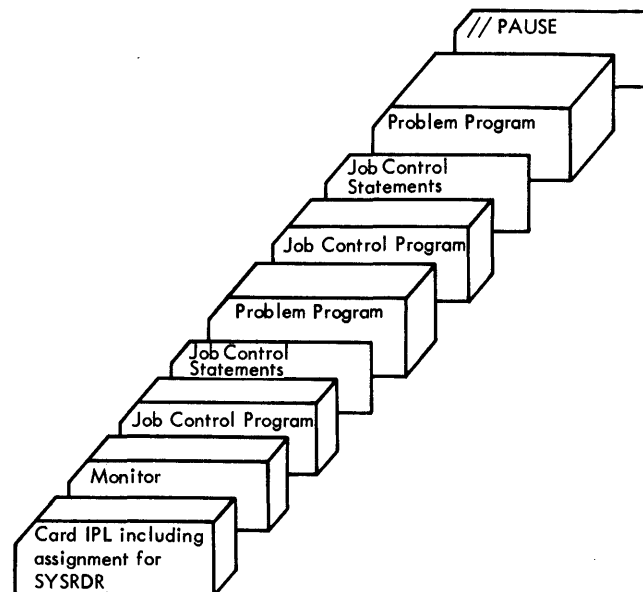 // PAUSE
Problem Program
Job Control
Statements
Job Control Program
Problem Program
Job Control
Statements
Job Control Program
Monitor
Card IPL including
assignment for
SYSRDR